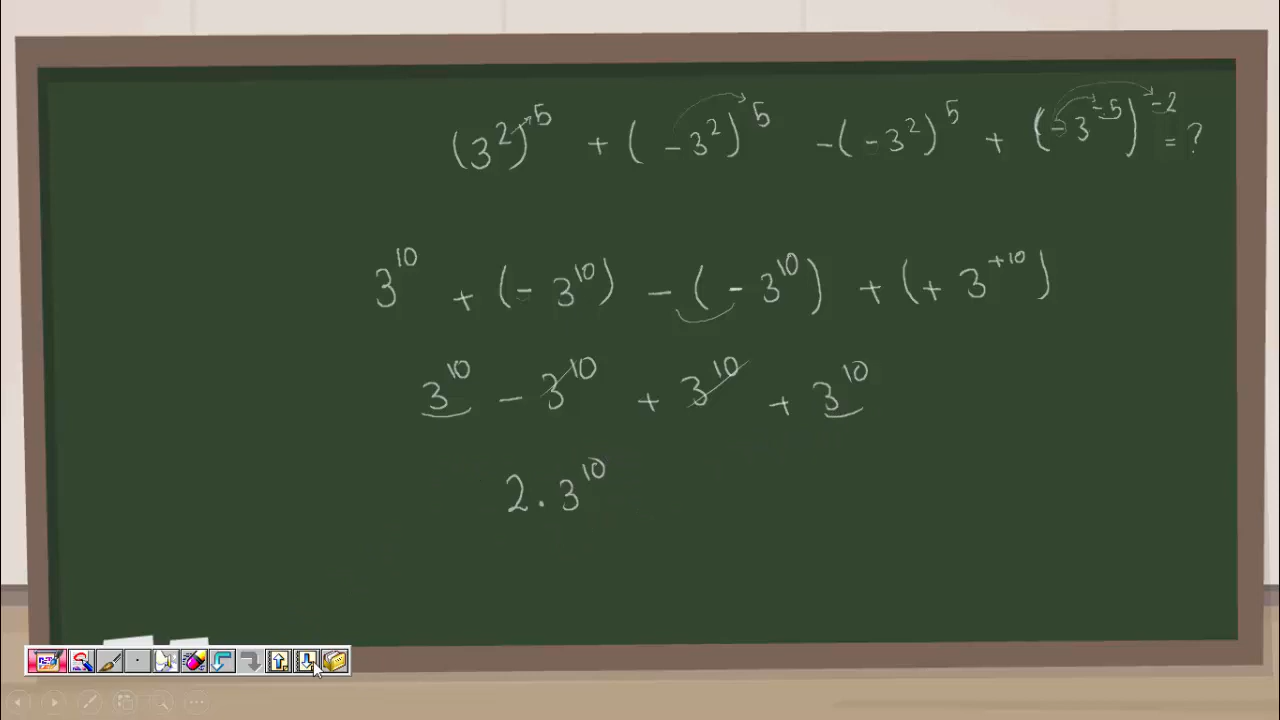 (3²)⁵ + (-3²)⁵ -(-3²)⁵ + (-3⁻⁵)⁻² = ?
3¹⁰ + (-3¹⁰) - (-3¹⁰) + (+3⁺¹⁰)
3¹⁰ - 3¹⁰ + 3¹⁰ + 3¹⁰
2 . 3¹⁰